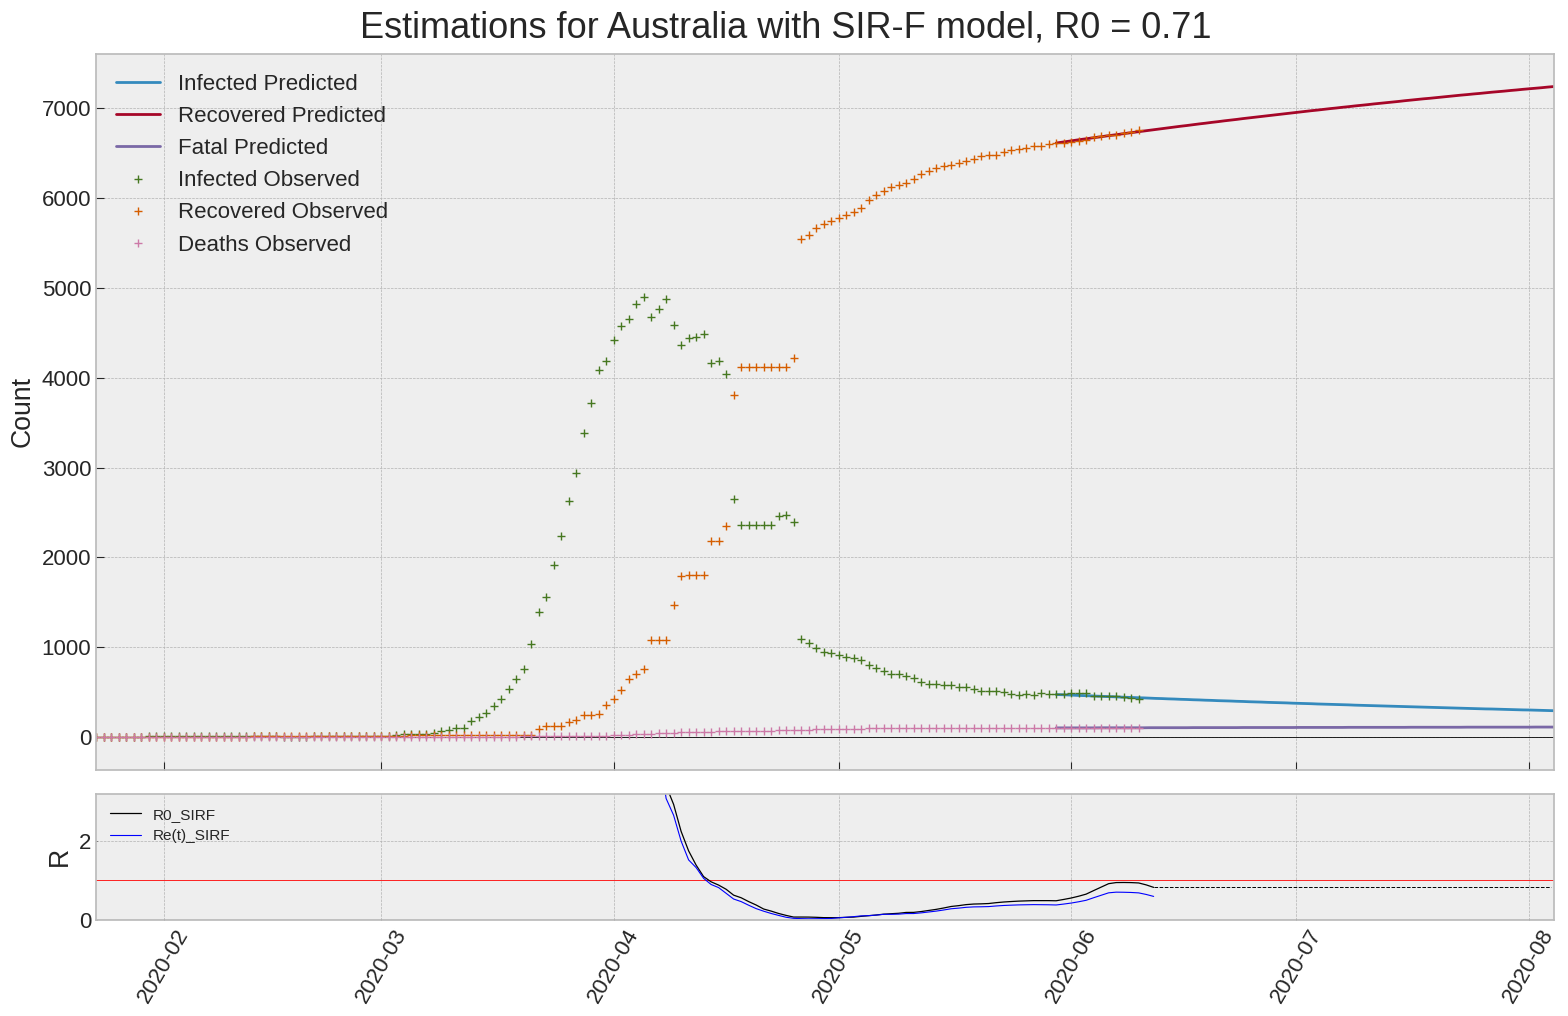 Estimations for Australia with SIR-F model, R0 = 0.71
Infected Predicted
Recovered Predicted
Fatal Predicted
Infected Observed
Recovered Observed
Deaths Observed
Count
7000
6000
5000
4000
3000
2000
1000
0
R0_SIRF
Re(t)_SIRF
R
2
0
2020-02
2020-03
2020-04
2020-05
2020-06
2020-07
2020-08